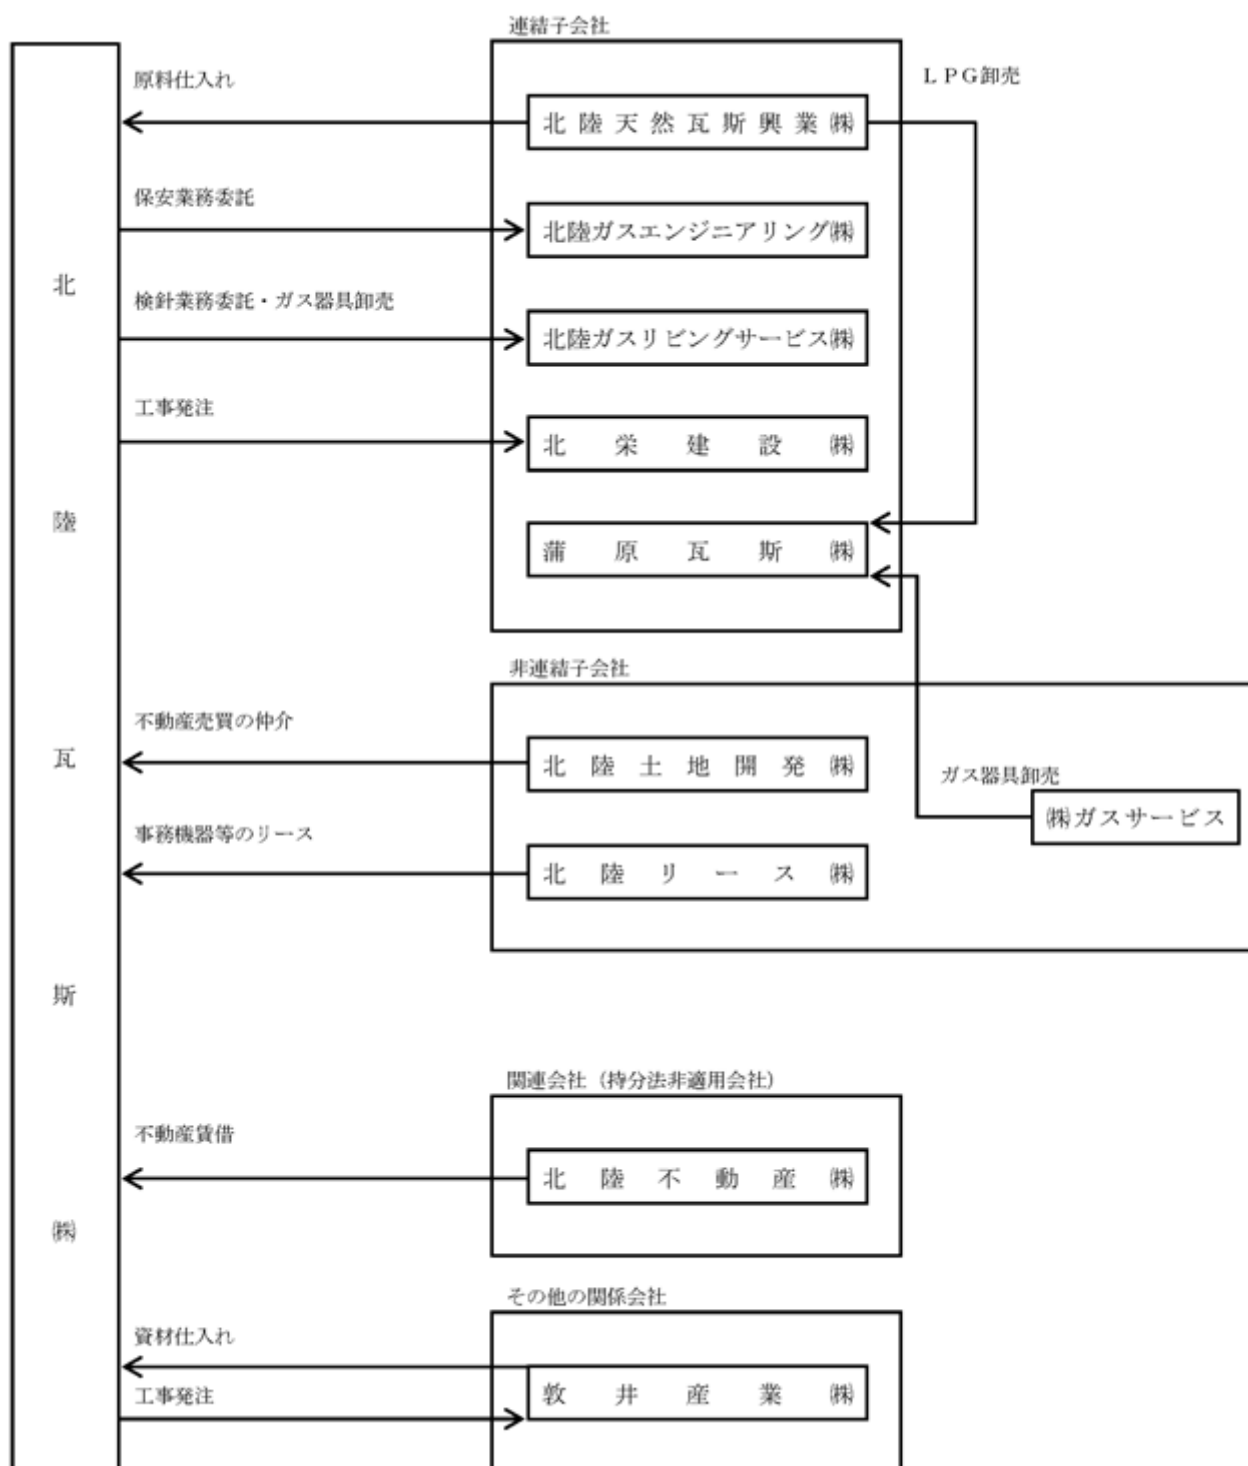 連結子会社
原料仕入れ
ＬＰＧ卸売
北陸天然瓦斯興業㈱
保安業務委託
北陸ガスエンジニアリング㈱
検針業務委託・ガス器具卸売
北陸ガスリビングサービス㈱
工事発注
北栄建設㈱
蒲原瓦斯㈱
北陸瓦斯㈱
非連結子会社
不動産売買の仲介
北陸土地開発㈱
ガス器具卸売
㈱ガスサービス
事務機器等のリース
北陸リース㈱
関連会社（持分法非適用会社）
不動産賃借
北陸不動産㈱
その他の関係会社
資材仕入れ
工事発注
敦井産業㈱